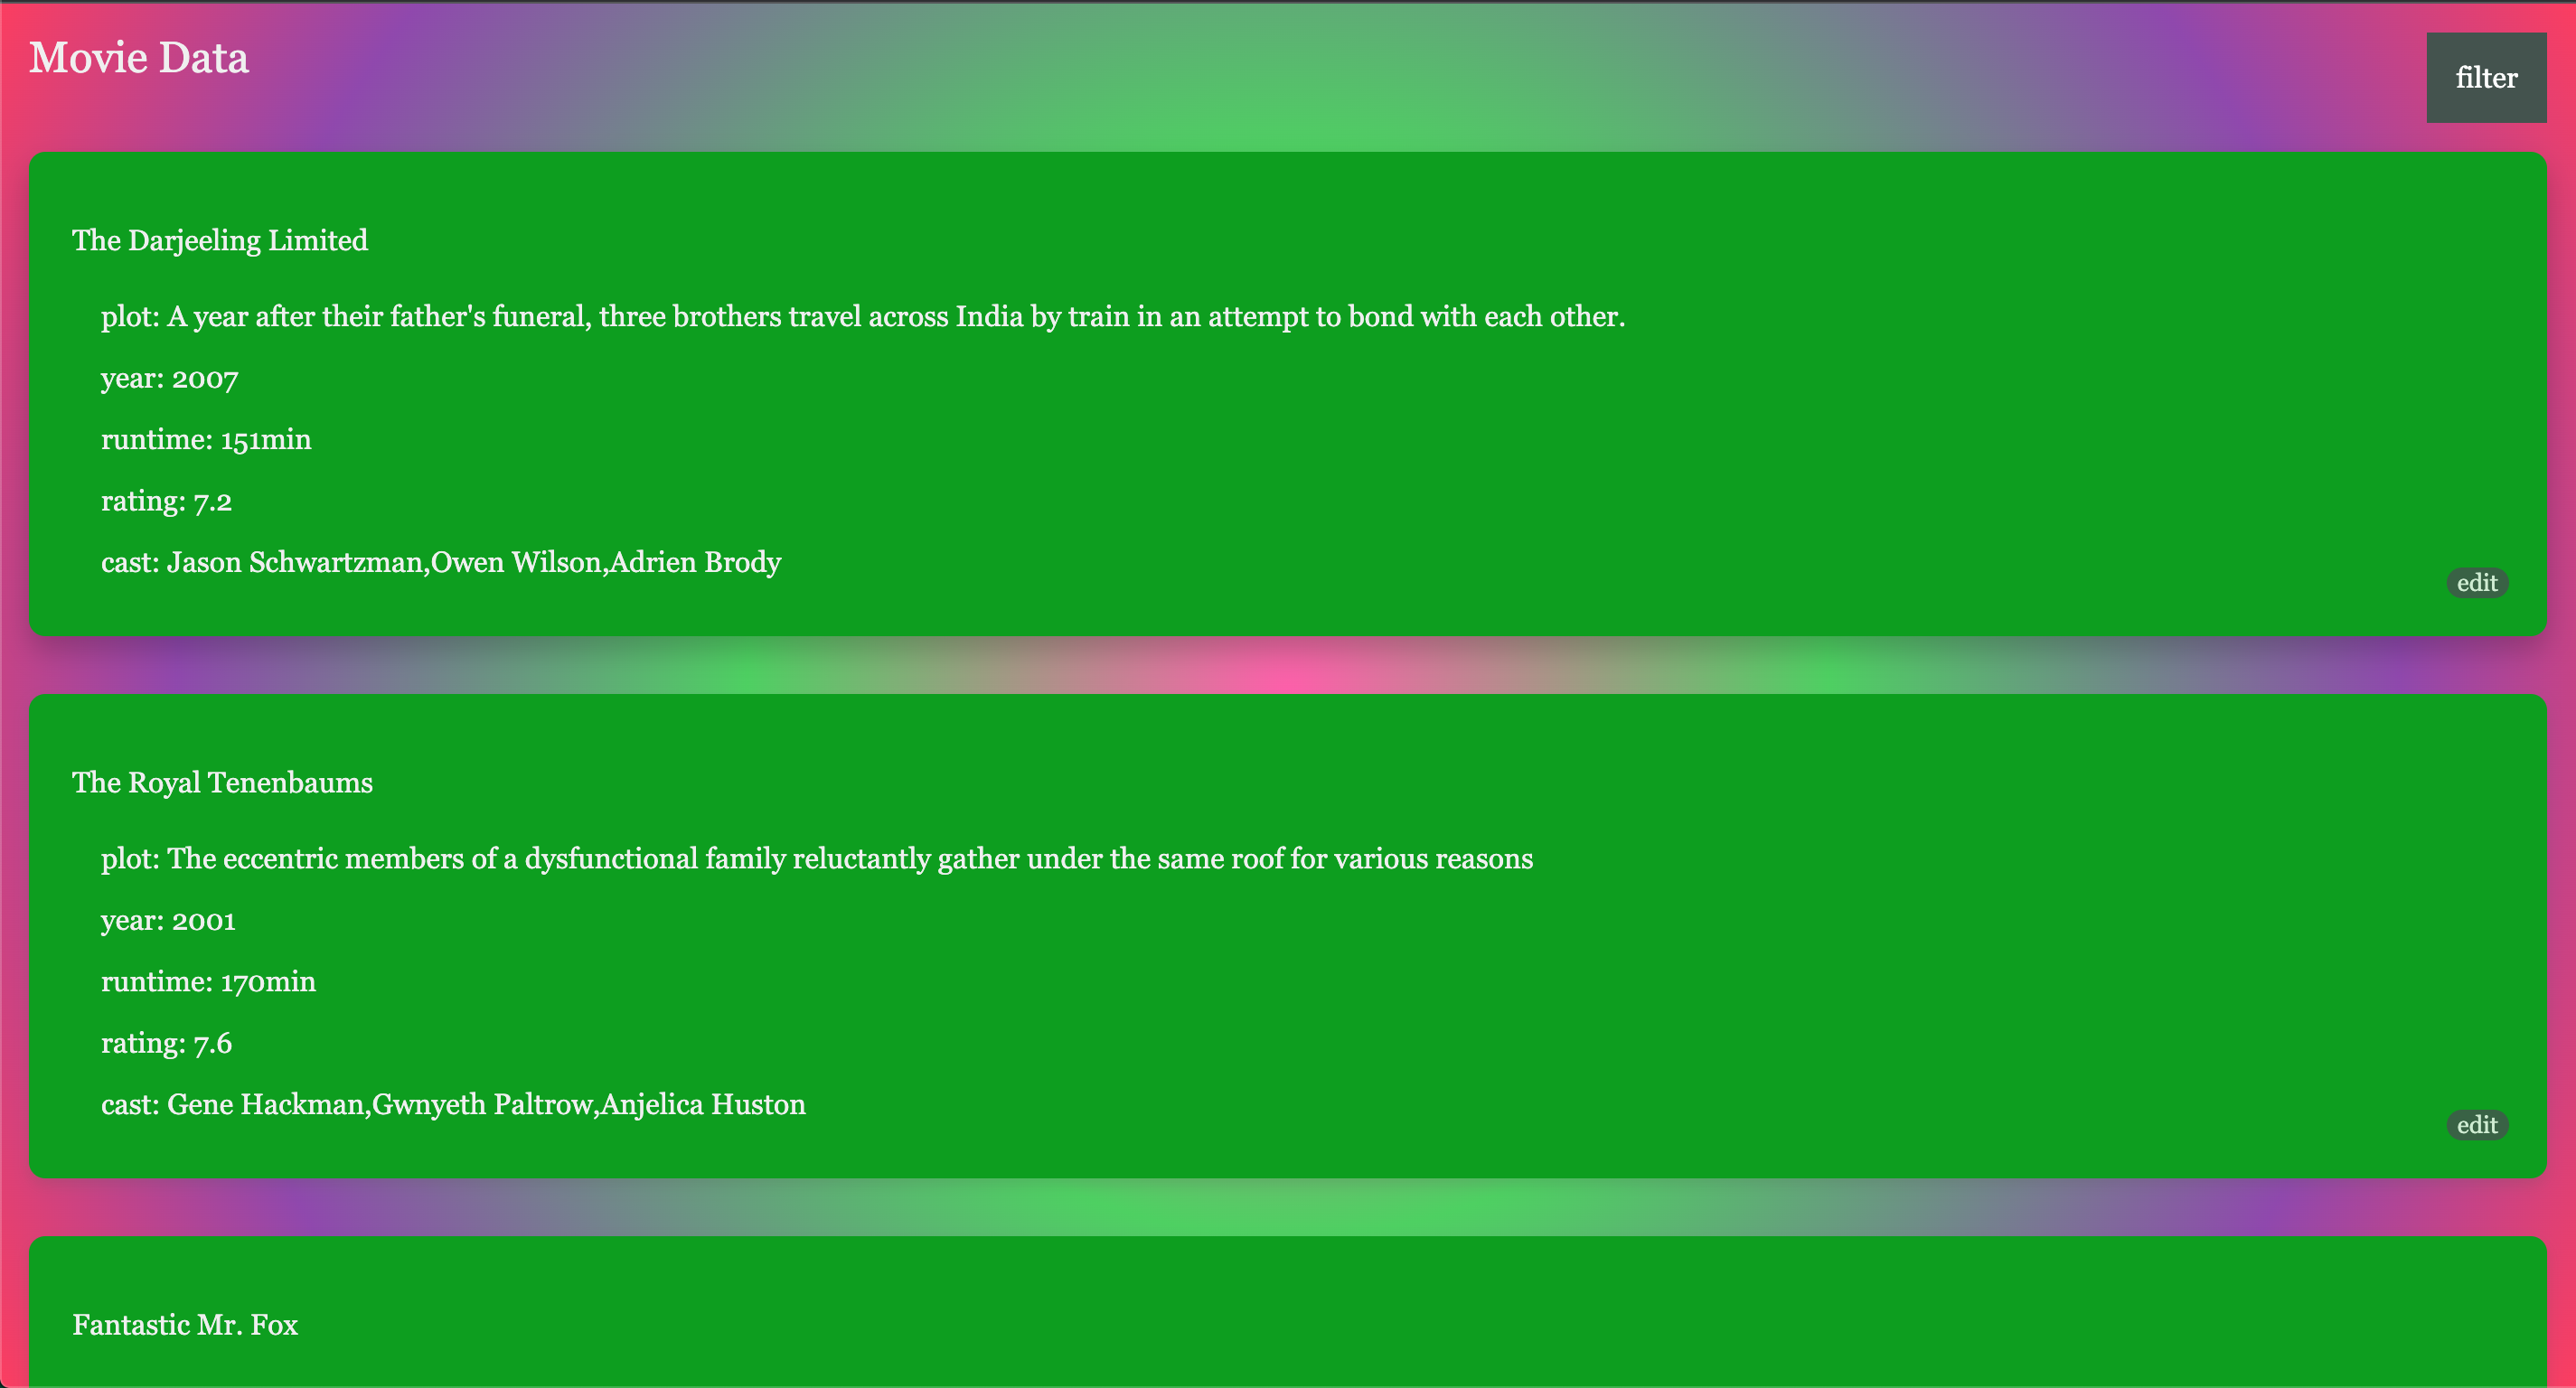 Movie Data
filter
The Darjeeling Limited
plot: A year after their father's funeral, three brothers travel across India by train in an attempt to bond with each other.
year: 2007
runtime: 151min
rating: 7.2
cast: Jason Schwartzman,Owen Wilson,Adrien Brody
edit
The Royal Tenenbaums
plot: The eccentric members of a dysfunctional family reluctantly gather under the same roof for various reasons
year: 2001
runtime: 170min
rating: 7.6
cast: Gene Hackman,Gwnyeth Paltrow,Anjelica Huston
edit
Fantastic Mr. Fox